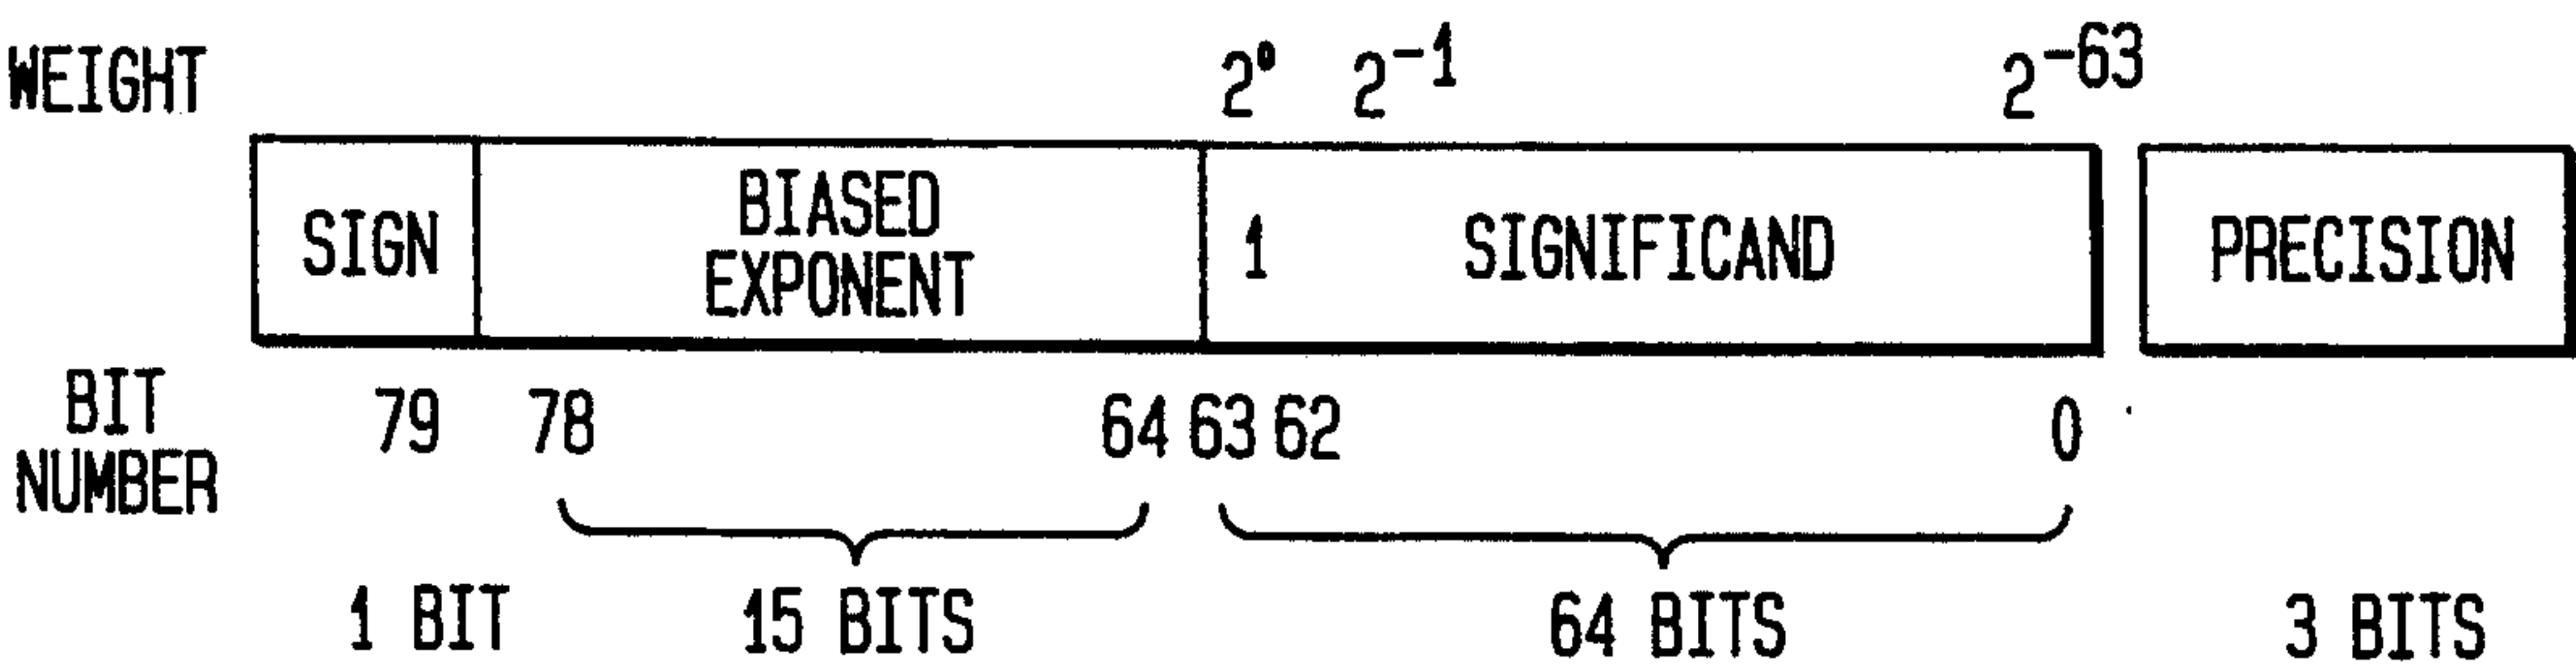 WEIGHT 2⁰ 2⁻¹ 2⁻⁶³
SIGN BIASED EXPONENT 1 SIGNIFICAND PRECISION
BIT NUMBER 79 78 64 63 62 0
1 BIT 15 BITS 64 BITS 3 BITS